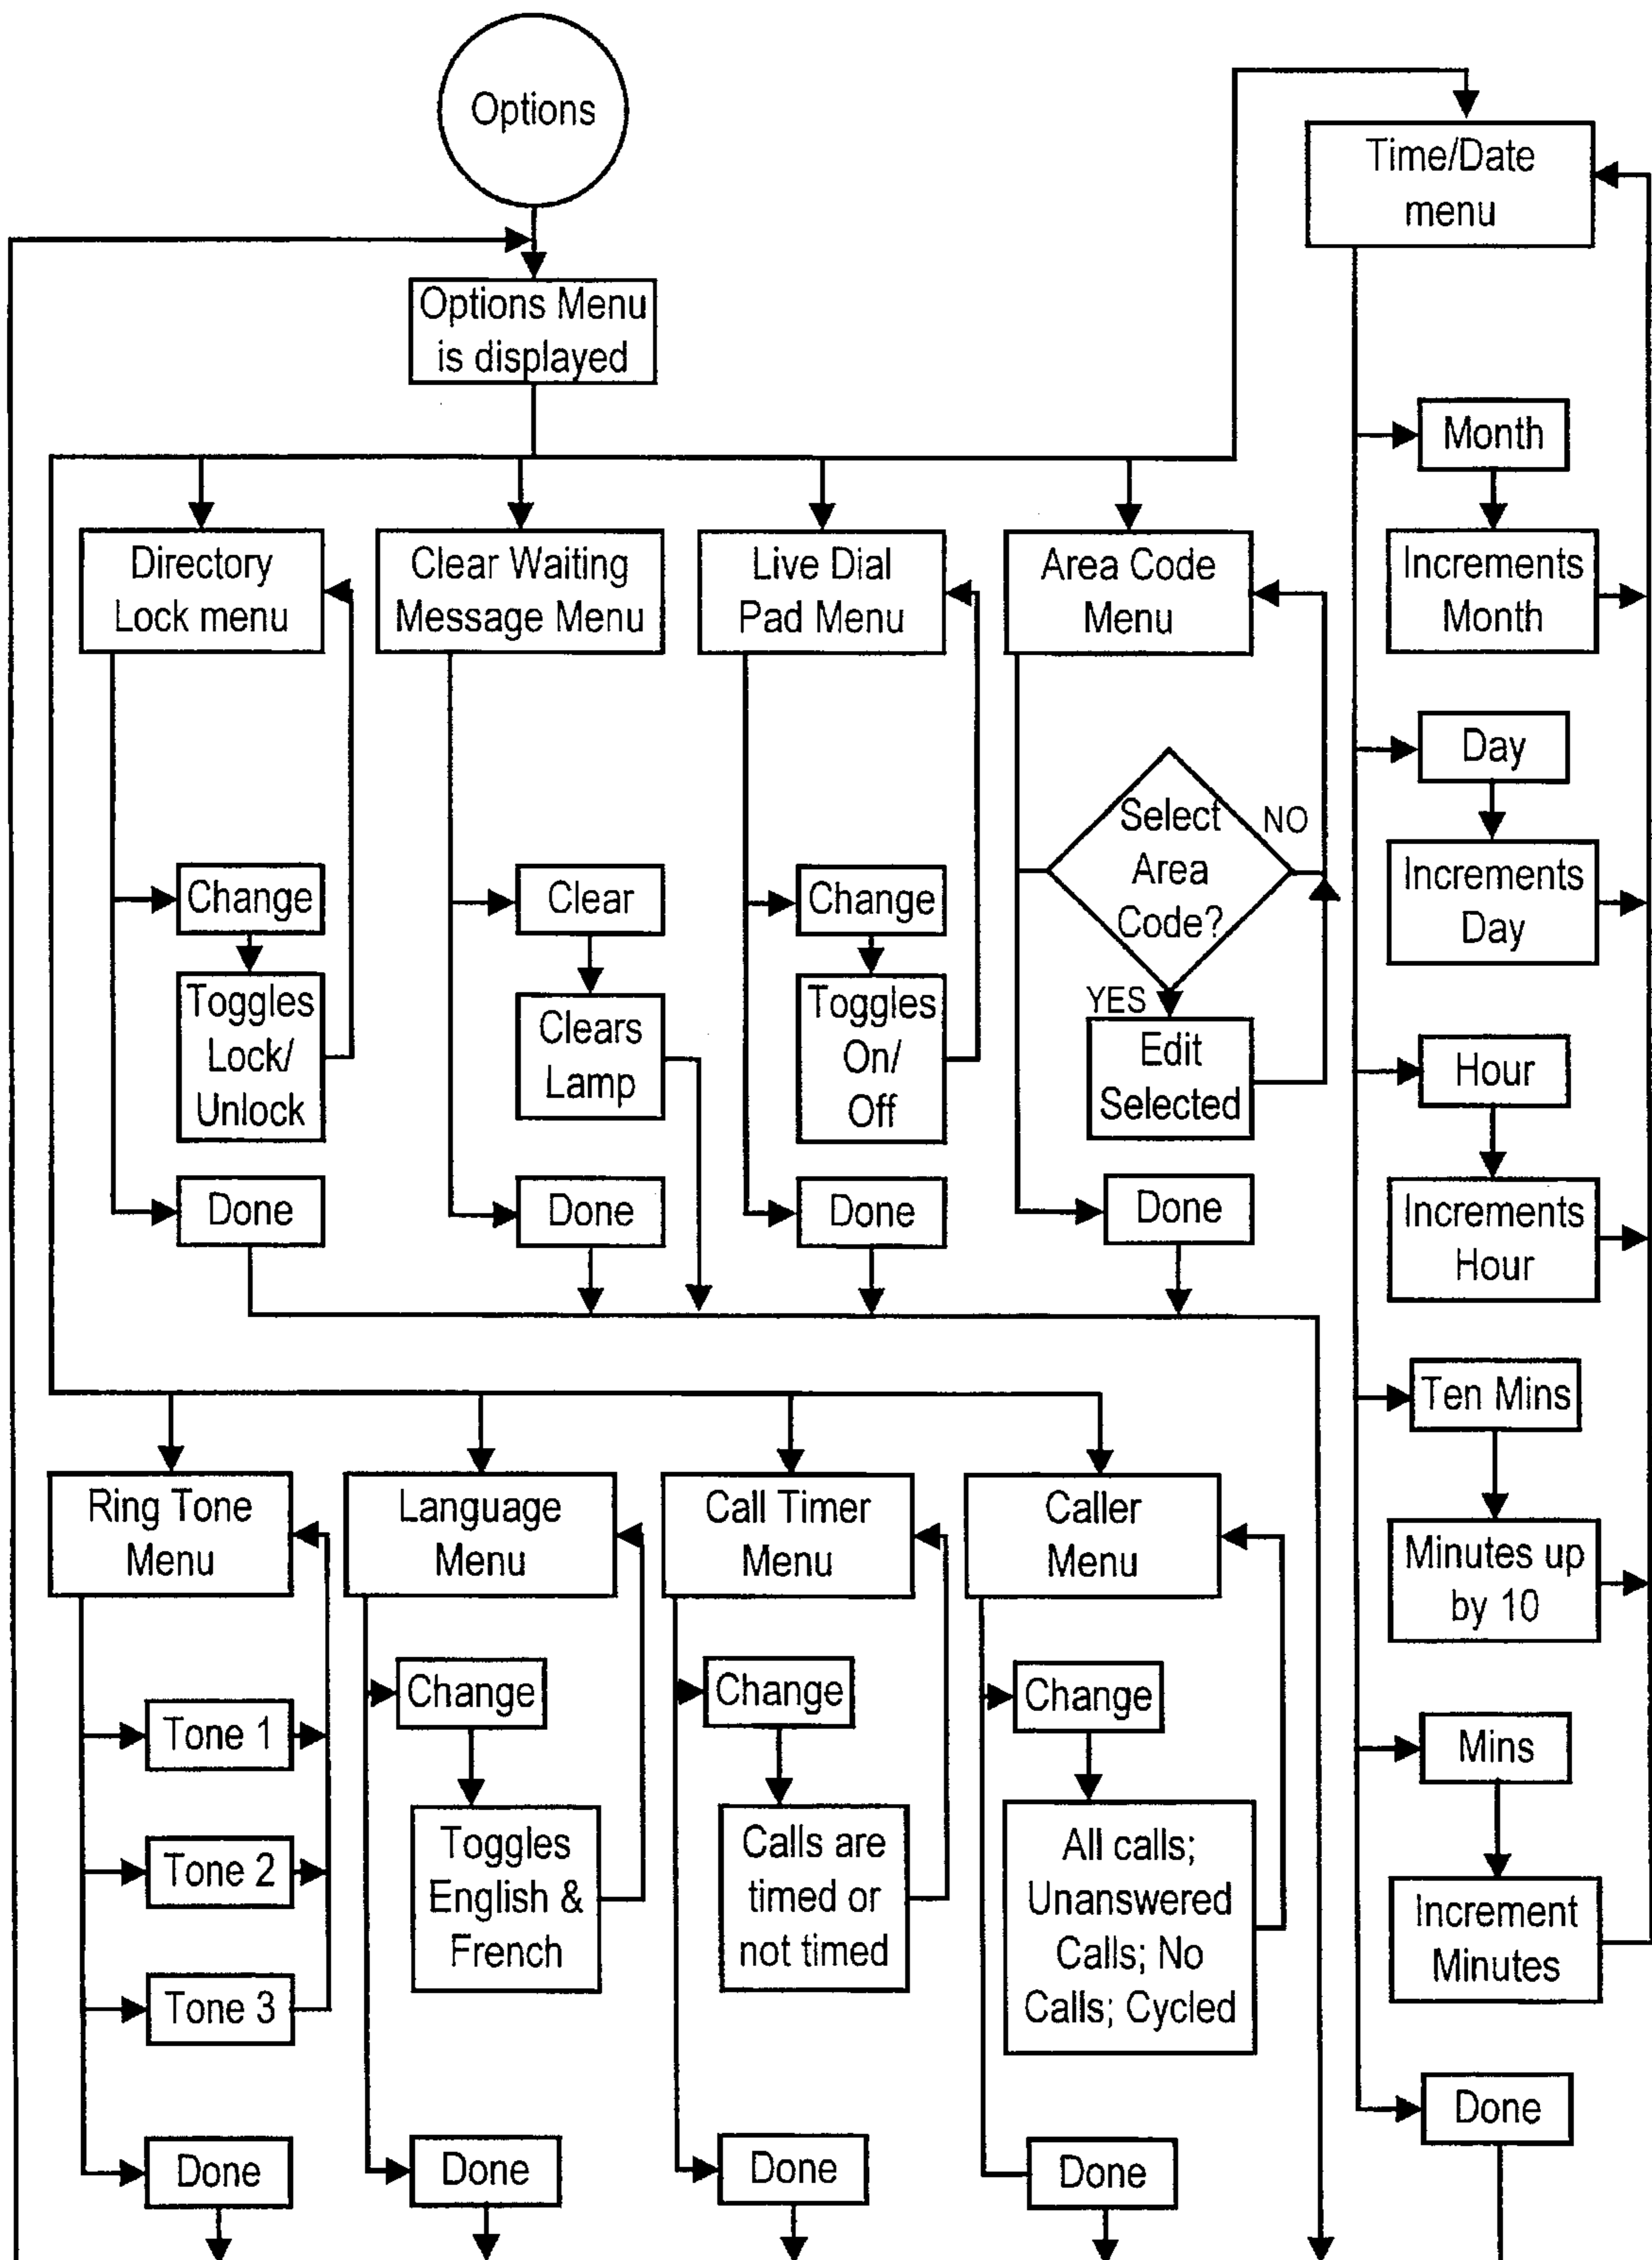 Options
Options Menu
is displayed
Time/Date
menu
Month
Increments
Month
Day
Increments
Day
Hour
Increments
Hour
Ten Mins
Minutes up
by 10
Mins
Increment
Minutes
Done
Directory
Lock menu
Change
Toggles
Lock/
Unlock
Done
Clear Waiting
Message Menu
Clear
Clears
Lamp
Done
Live Dial
Pad Menu
Change
Toggles
On/
Off
Done
Area Code
Menu
Select
Area
Code?
NO
YES
Edit
Selected
Done
Ring Tone
Menu
Tone 1
Tone 2
Tone 3
Done
Language
Menu
Change
Toggles
English &
French
Done
Call Timer
Menu
Change
Calls are
timed or
not timed
Done
Caller
Menu
Change
All calls;
Unanswered
Calls; No
Calls; Cycled
Done